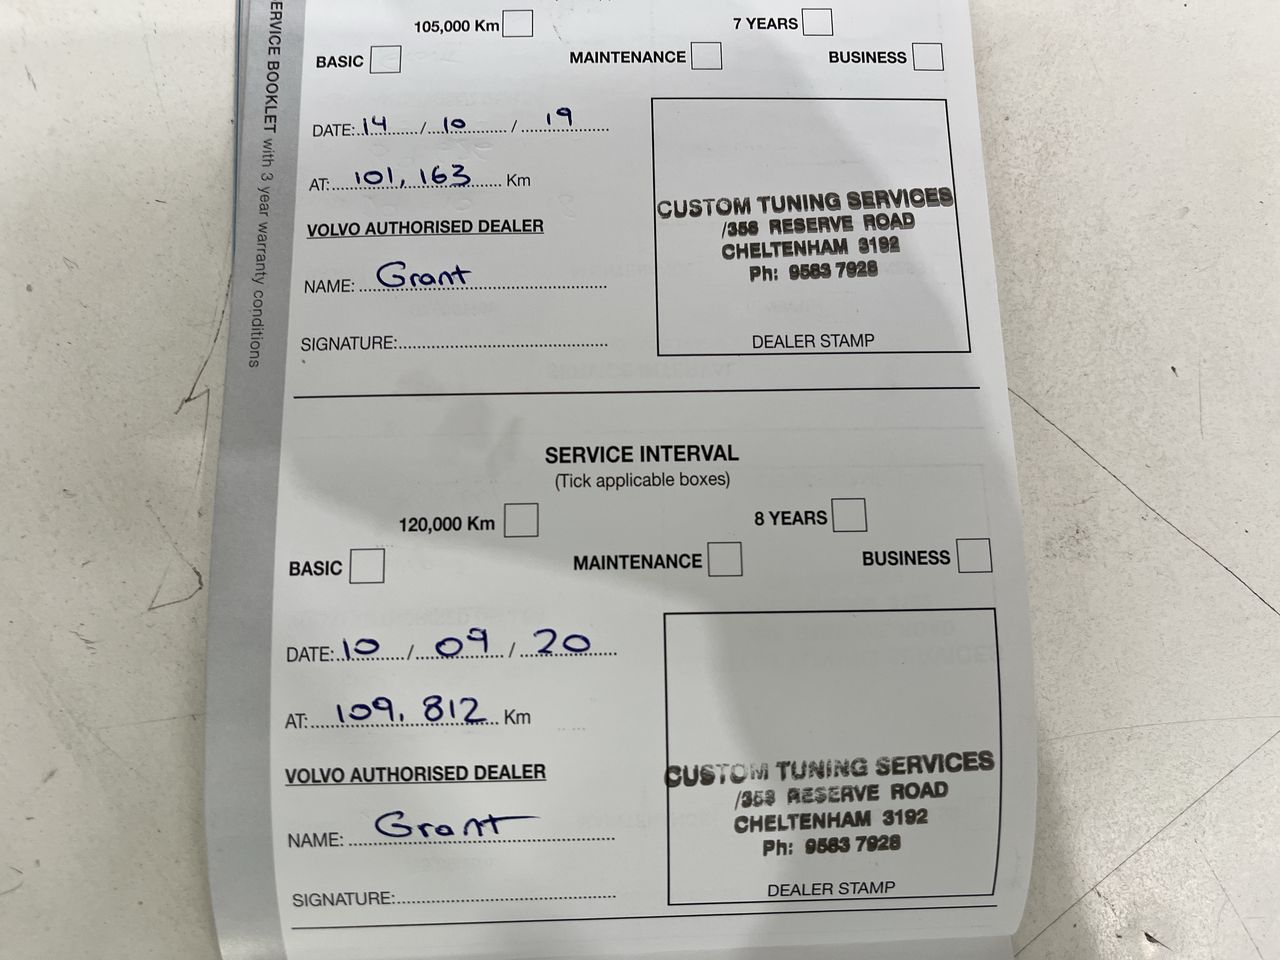 SERVICE BOOKLET with 3 year warranty conditions
105,000 Km 7 YEARS
BASIC MAINTENANCE BUSINESS
DATE: 14 / 10 / 19
AT: 101, 163 Km
VOLVO AUTHORISED DEALER
NAME: Grant
SIGNATURE:
CUSTOM TUNING SERVICES
/358 RESERVE ROAD
CHELTENHAM 3192
Ph: 9583 7928
DEALER STAMP
SERVICE INTERVAL
(Tick applicable boxes)
120,000 Km 8 YEARS
BASIC MAINTENANCE BUSINESS
DATE: 10 / 09 / 20
AT: 109. 812 Km
VOLVO AUTHORISED DEALER
NAME: Grant
SIGNATURE:
CUSTOM TUNING SERVICES
/358 RESERVE ROAD
CHELTENHAM 3192
Ph: 9583 7928
DEALER STAMP